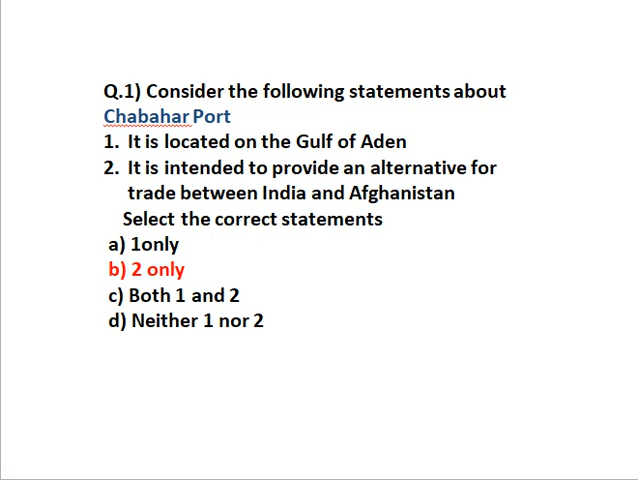 Q.1) Consider the following statements about
Chabahar Port
1. It is located on the Gulf of Aden
2. It is intended to provide an alternative for
trade between India and Afghanistan
Select the correct statements
a) 1only
b) 2 only
c) Both 1 and 2
d) Neither 1 nor 2